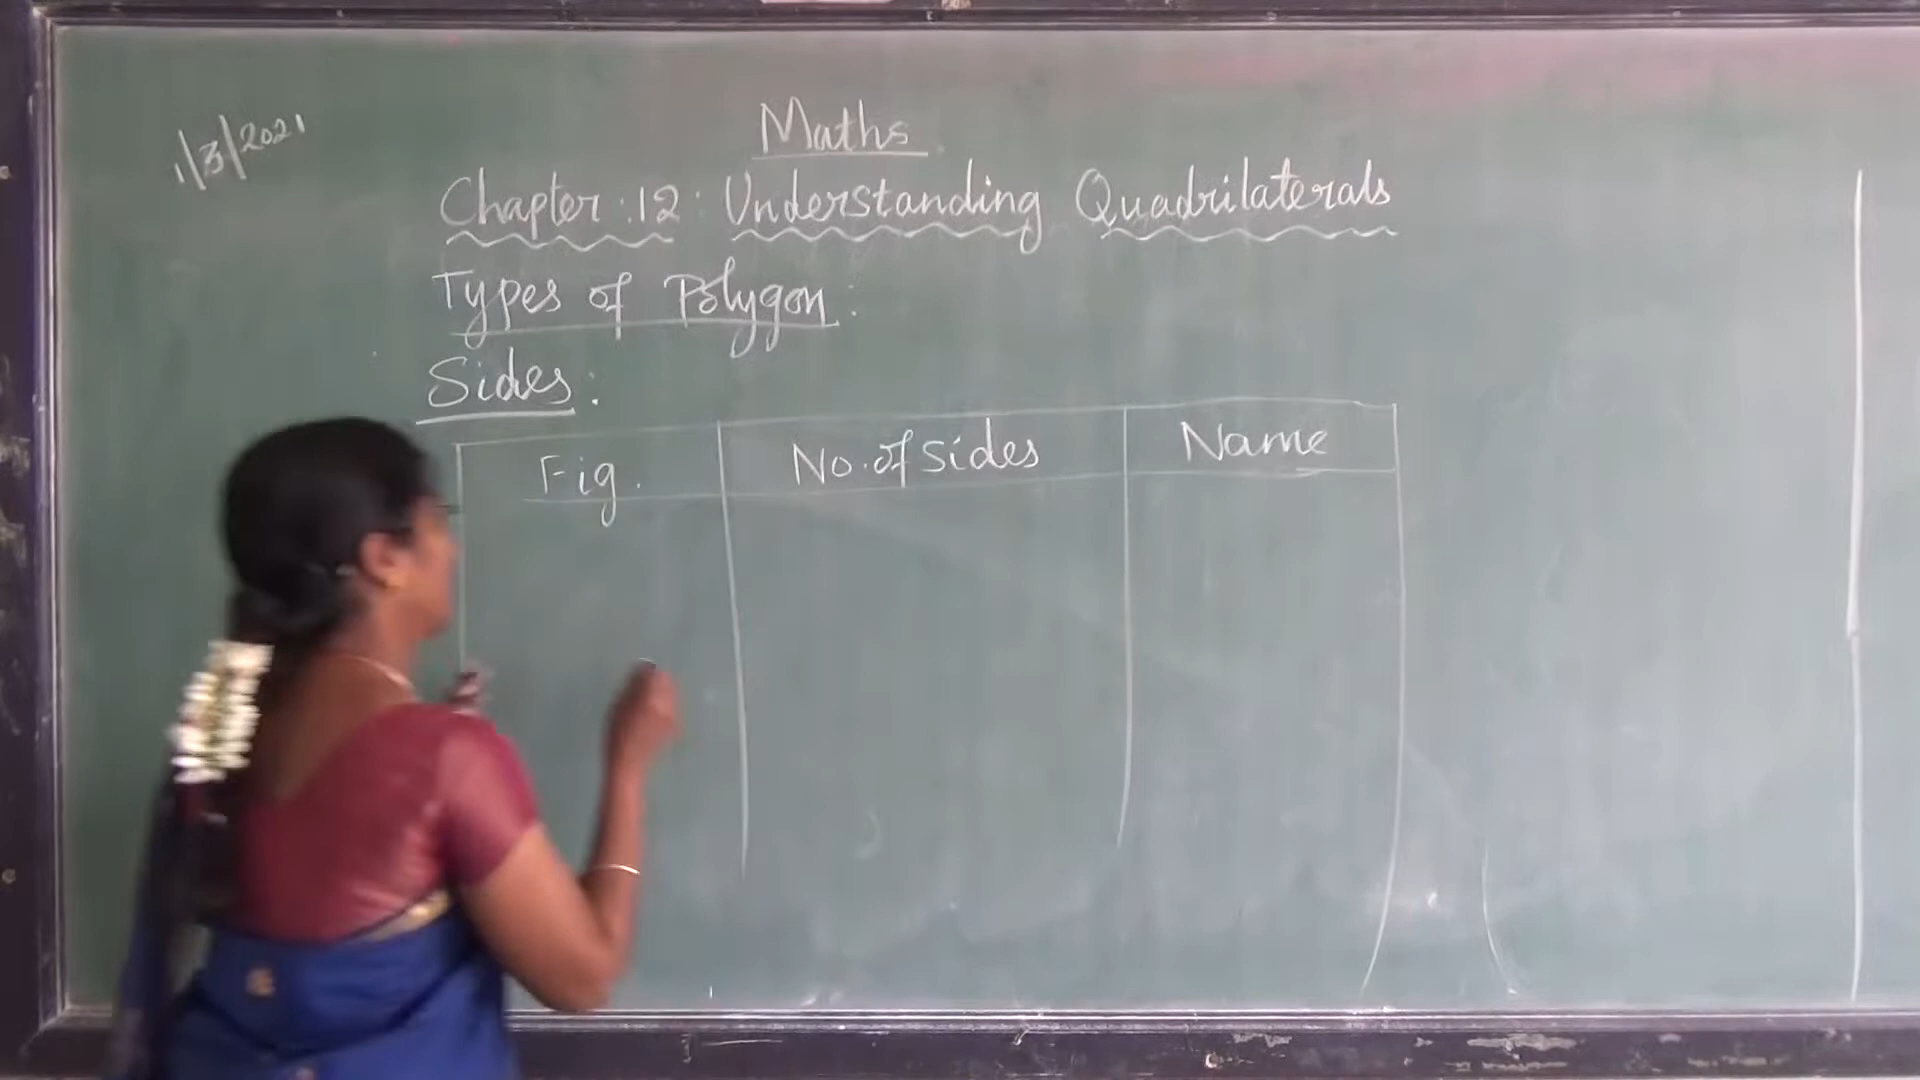 1/3/2021
Maths
Chapter : 12 : Understanding Quadrilaterals
Types of Polygon :
Sides :
Fig. No. of Sides Name